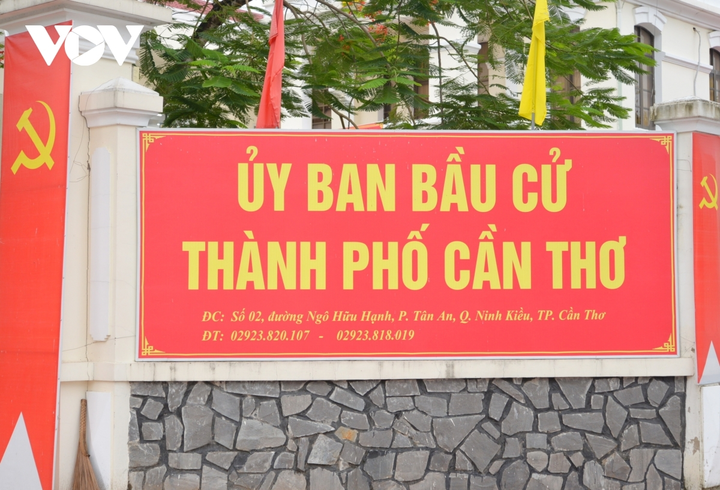 VOV
ỦY BAN BẦU CỬ
THÀNH PHỐ CẦN THƠ
ĐC: Số 02, đường Ngô Hữu Hạnh, P. Tân An, Q. Ninh Kiều, TP. Cần Thơ
ĐT: 02923.820.107 - 02923.818.019